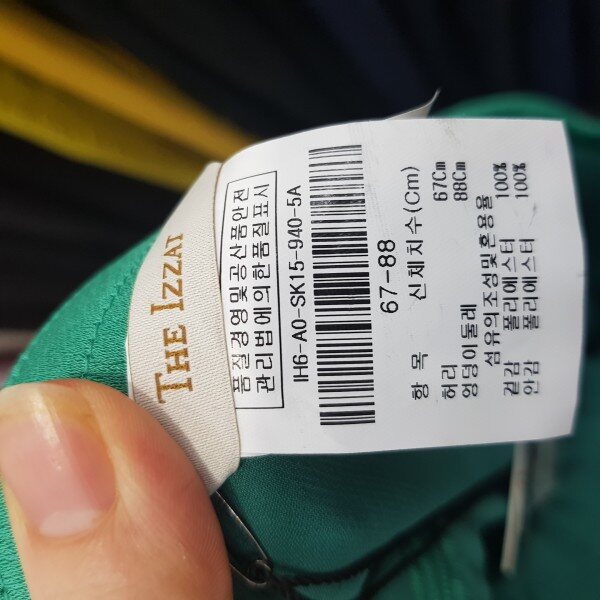 THE IZZAT
품질경영및공산품안전
관리법에의한품질표시
IH6-A0-SK15-940-5A
67-88
항 목 신체치수(Cm)
허리 67Cm
엉덩이둘레 88Cm
섬유의조성및혼용율
겉감 폴리에스터 100%
안감 폴리에스터 100%